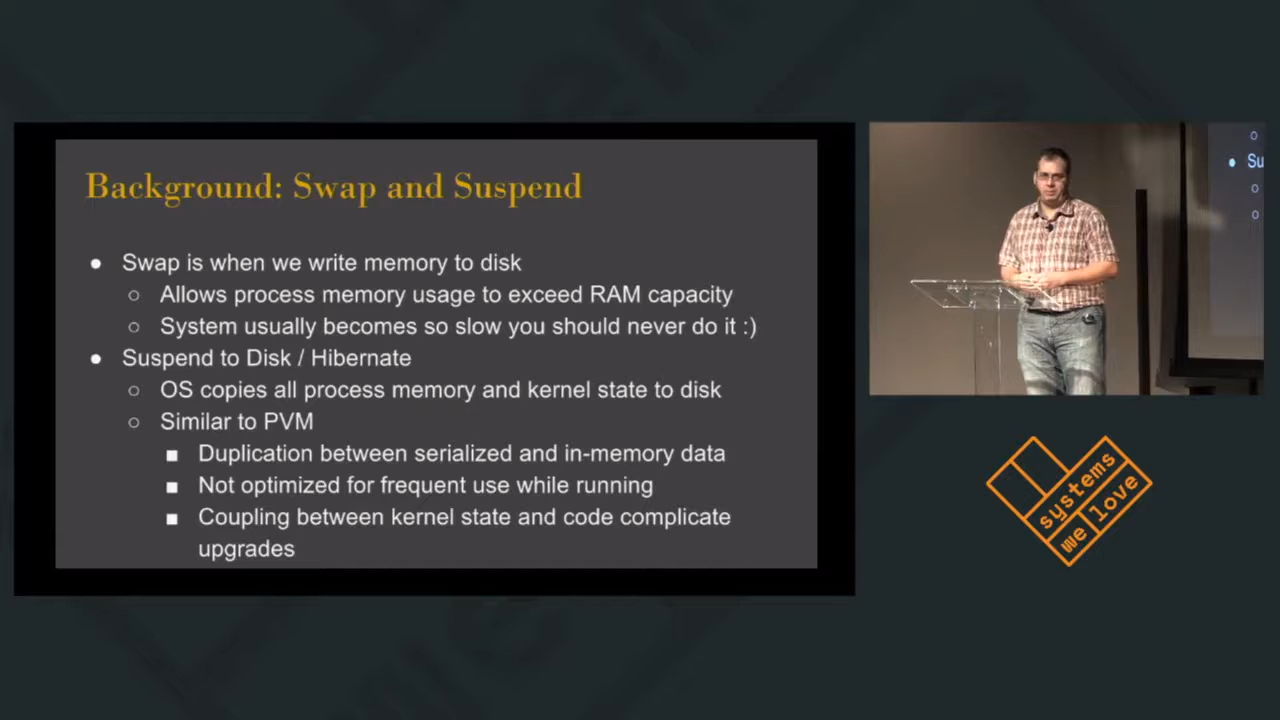 Background: Swap and Suspend
● Swap is when we write memory to disk
○ Allows process memory usage to exceed RAM capacity
○ System usually becomes so slow you should never do it :)
● Suspend to Disk / Hibernate
○ OS copies all process memory and kernel state to disk
○ Similar to PVM
■ Duplication between serialized and in-memory data
■ Not optimized for frequent use while running
■ Coupling between kernel state and code complicate
upgrades
Su
systems
we love